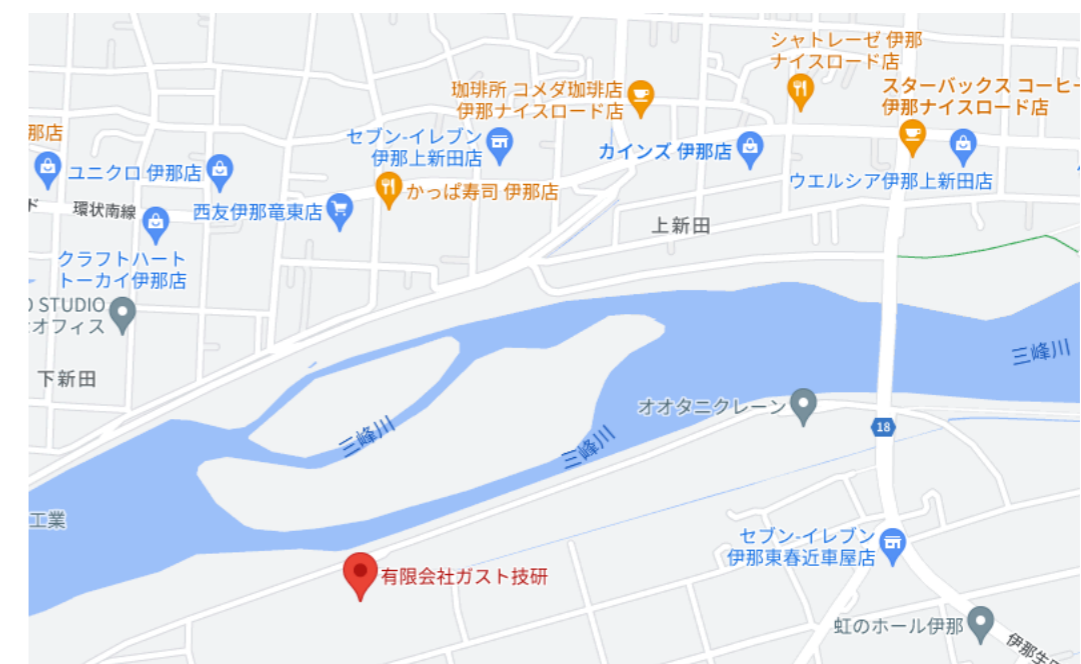 シャトレーゼ 伊那
ナイスロード店
スターバックス コーヒー
伊那ナイスロード店
珈琲所 コメダ珈琲店
伊那ナイスロード店
那店
セブン-イレブン
伊那上新田店
カインズ 伊那店
ユニクロ 伊那店
ウエルシア伊那上新田店
かっぱ寿司 伊那店
ド
環状南線
西友伊那竜東店
上新田
クラフトハート
トーカイ伊那店
STUDIO
オフィス
三峰川
下新田
オオタニクレーン
18
三峰川
三峰川
工業
セブン-イレブン
伊那東春近車屋店
有限会社ガスト技研
虹のホール伊那
伊那生